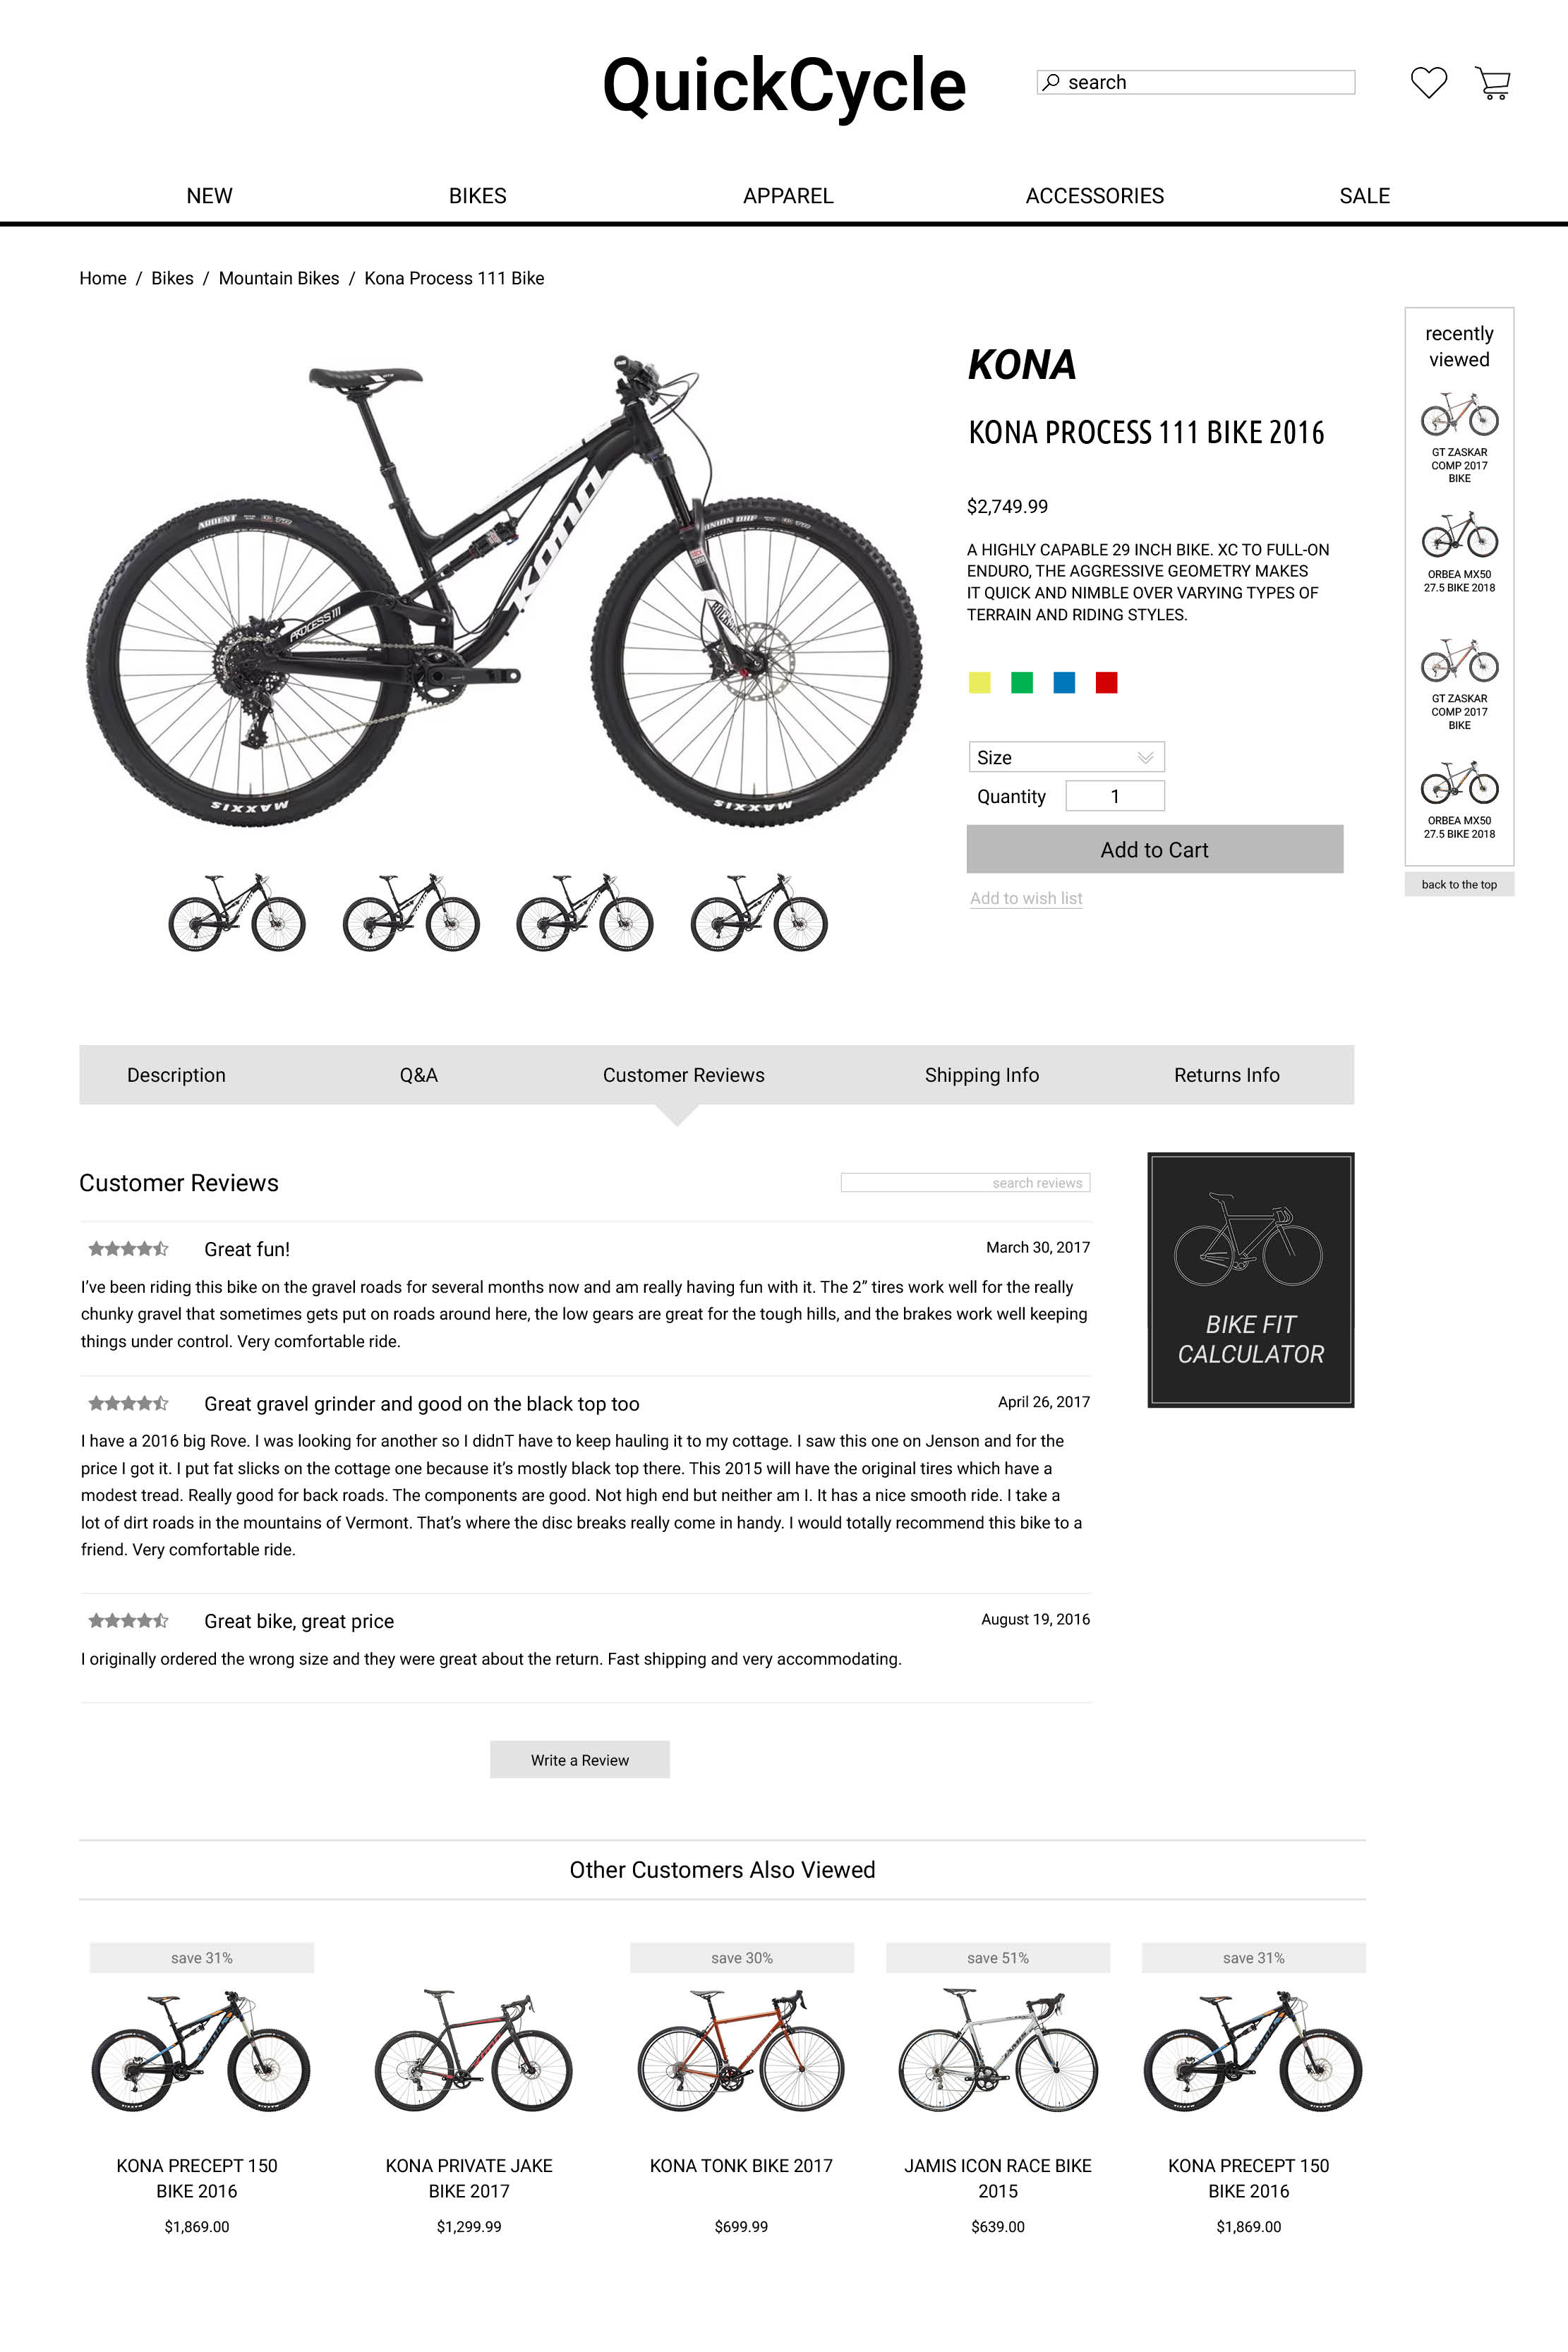 QuickCycle
search
NEW BIKES APPAREL ACCESSORIES SALE
Home / Bikes / Mountain Bikes / Kona Process 111 Bike
KONA
KONA PROCESS 111 BIKE 2016
$2,749.99
A HIGHLY CAPABLE 29 INCH BIKE. XC TO FULL-ON
ENDURO, THE AGGRESSIVE GEOMETRY MAKES
IT QUICK AND NIMBLE OVER VARYING TYPES OF
TERRAIN AND RIDING STYLES.
Size
Quantity 1
Add to Cart
Add to wish list
ARDENT
KONA
PROCESS 111
MAXXIS
MAXXIS
recently
viewed
GT ZASKAR
COMP 2017
BIKE
ORBEA MX50
27.5 BIKE 2018
GT ZASKAR
COMP 2017
BIKE
ORBEA MX50
27.5 BIKE 2018
back to the top
Description Q&A Customer Reviews Shipping Info Returns Info
Customer Reviews
search reviews
Great fun! March 30, 2017
I’ve been riding this bike on the gravel roads for several months now and am really having fun with it. The 2” tires work well for the really
chunky gravel that sometimes gets put on roads around here, the low gears are great for the tough hills, and the brakes work well keeping
things under control. Very comfortable ride.
Great gravel grinder and good on the black top too April 26, 2017
I have a 2016 big Rove. I was looking for another so I didnT have to keep hauling it to my cottage. I saw this one on Jenson and for the
price I got it. I put fat slicks on the cottage one because it’s mostly black top there. This 2015 will have the original tires which have a
modest tread. Really good for back roads. The components are good. Not high end but neither am I. It has a nice smooth ride. I take a
lot of dirt roads in the mountains of Vermont. That’s where the disc breaks really come in handy. I would totally recommend this bike to a
friend. Very comfortable ride.
Great bike, great price August 19, 2016
I originally ordered the wrong size and they were great about the return. Fast shipping and very accommodating.
Write a Review
BIKE FIT
CALCULATOR
Other Customers Also Viewed
save 31% save 30% save 51% save 31%
KONA PRECEPT 150
BIKE 2016
$1,869.00
KONA PRIVATE JAKE
BIKE 2017
$1,299.99
KONA TONK BIKE 2017
$699.99
JAMIS ICON RACE BIKE
2015
$639.00
KONA PRECEPT 150
BIKE 2016
$1,869.00